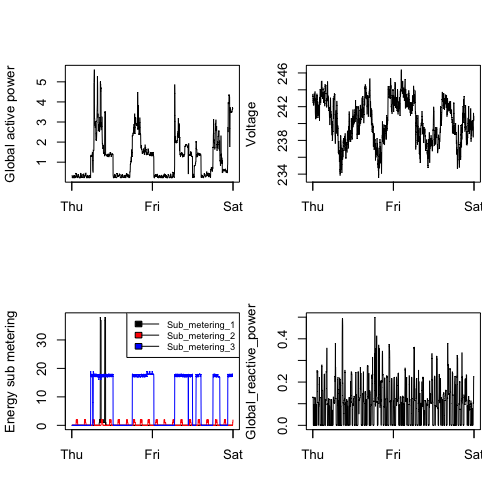 Global active power
1 2 3 4 5
Thu Fri Sat
Voltage
234 238 242 246
Thu Fri Sat
Energy sub metering
0 10 20 30
Sub_metering_1
Sub_metering_2
Sub_metering_3
Thu Fri Sat
Global_reactive_power
0.0 0.2 0.4
Thu Fri Sat